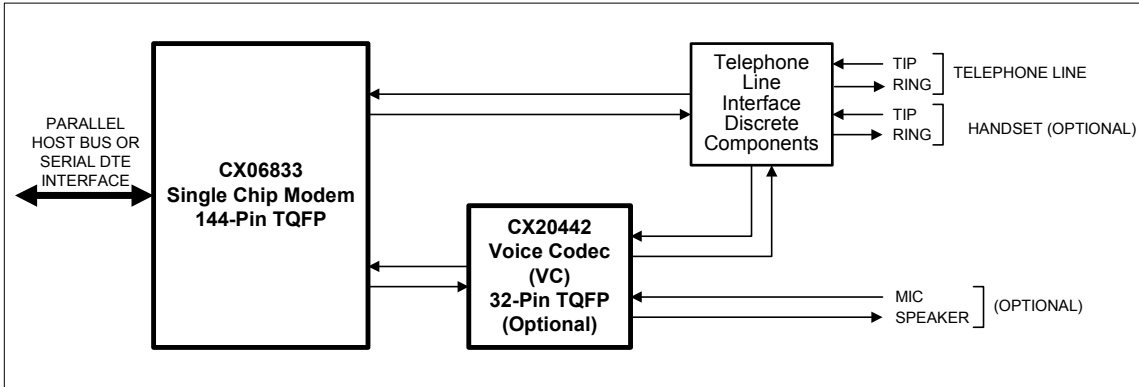 PARALLEL
HOST BUS OR
SERIAL DTE
INTERFACE
CX06833
Single Chip Modem
144-Pin TQFP
Telephone
Line
Interface
Discrete
Components
TIP
RING
TELEPHONE LINE
TIP
RING
HANDSET (OPTIONAL)
CX20442
Voice Codec
(VC)
32-Pin TQFP
(Optional)
MIC
SPEAKER
(OPTIONAL)